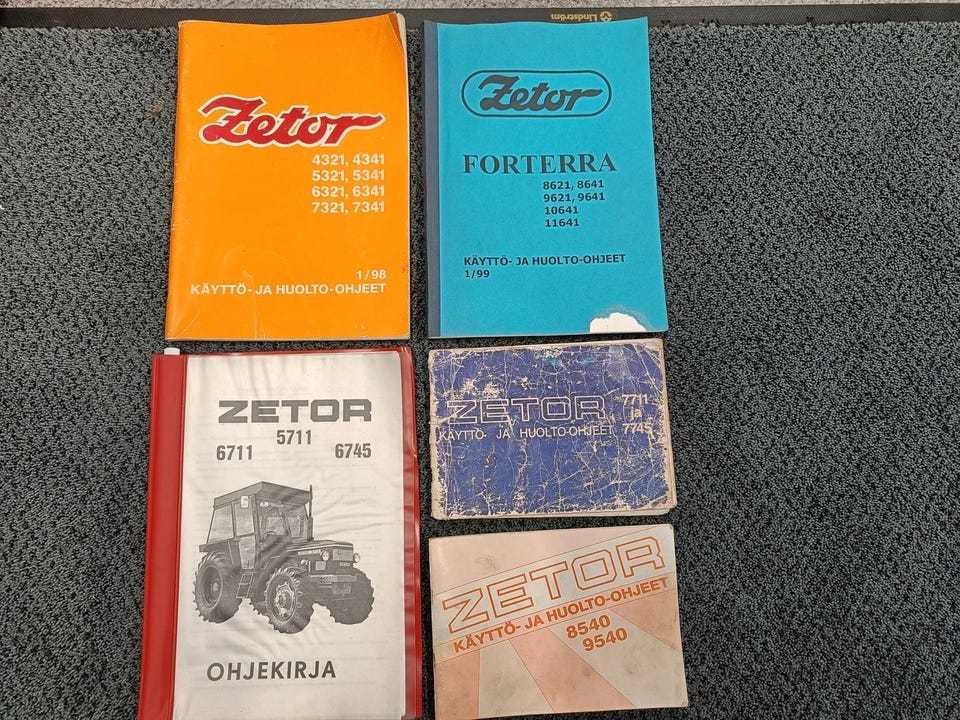 Lindström
Zetor
4321, 4341
5321, 5341
6321, 6341
7321, 7341
1/98
KÄYTTÖ- JA HUOLTO-OHJEET
Zetor
FORTERRA
8621, 8641
9621, 9641
10641
11641
KÄYTTÖ- JA HUOLTO-OHJEET
1/99
ZETOR
5711
6711 6745
OHJEKIRJA
ZETOR 7711
ja
KÄYTTÖ- JA HUOLTO-OHJEET 7745
ZETOR
KÄYTTÖ- JA HUOLTO-OHJEET
8540
9540